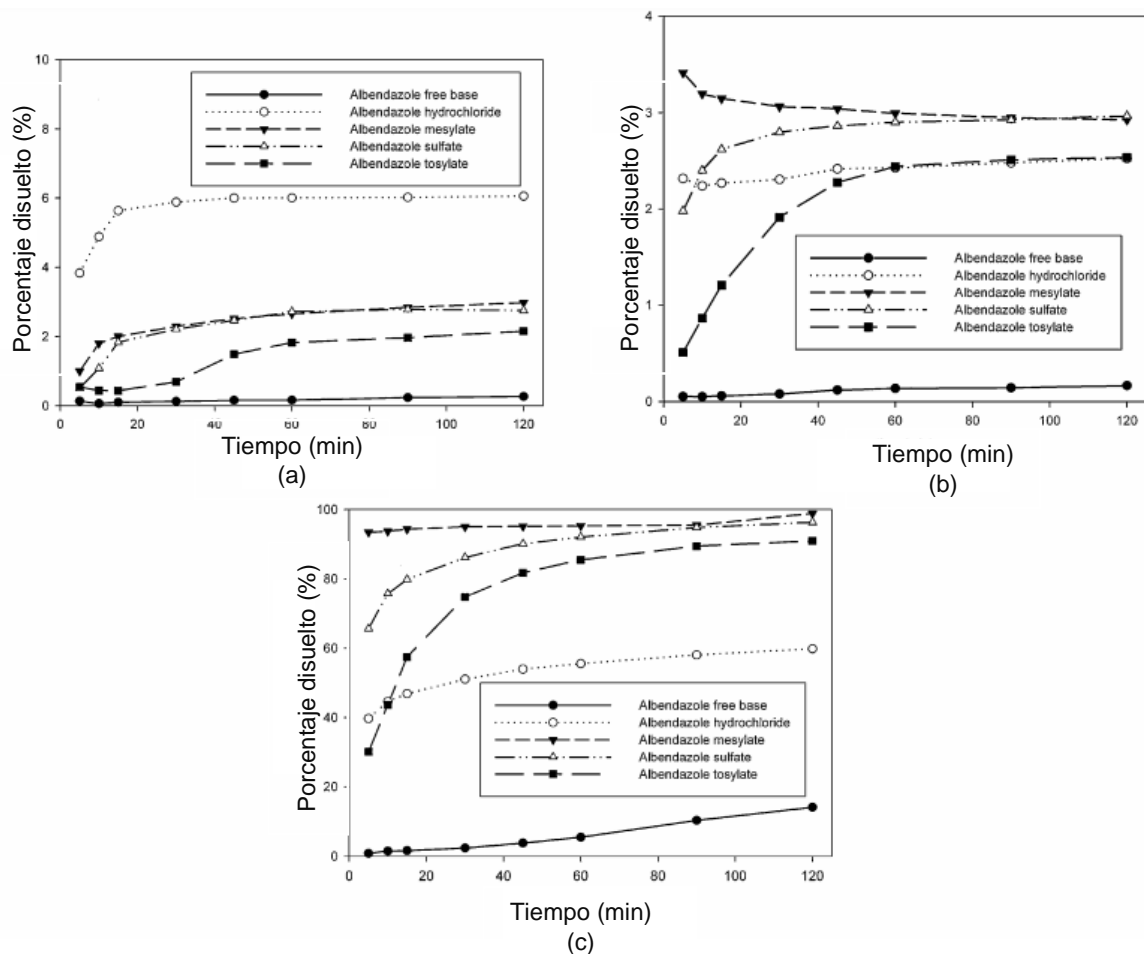 10
8
6
4
2
0
Porcentaje disuelto (%)
Albendazole free base
Albendazole hydrochloride
Albendazole mesylate
Albendazole sulfate
Albendazole tosylate
0 20 40 60 80 100 120
Tiempo (min)
(a)
4
3
2
1
0
Porcentaje disuelto (%)
Albendazole free base
Albendazole hydrochloride
Albendazole mesylate
Albendazole sulfate
Albendazole tosylate
0 20 40 60 80 100 120
Tiempo (min)
(b)
100
80
60
40
20
0
Porcentaje disuelto (%)
Albendazole free base
Albendazole hydrochloride
Albendazole mesylate
Albendazole sulfate
Albendazole tosylate
0 20 40 60 80 100 120
Tiempo (min)
(c)